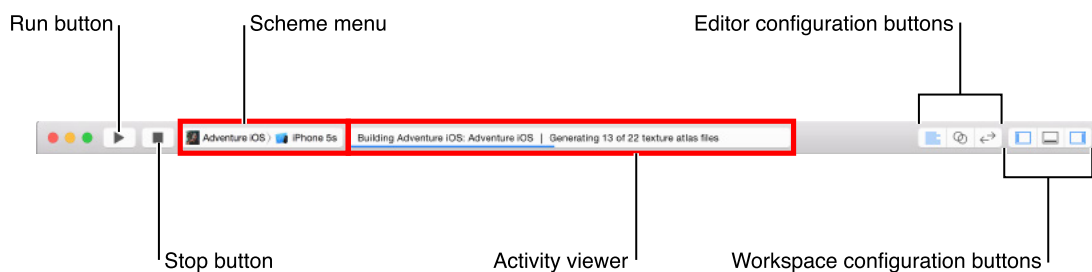 Run button
Scheme menu
Editor configuration buttons
Adventure iOS 〉 iPhone 5s
Building Adventure iOS: Adventure iOS | Generating 13 of 22 texture atlas files
Stop button
Activity viewer
Workspace configuration buttons